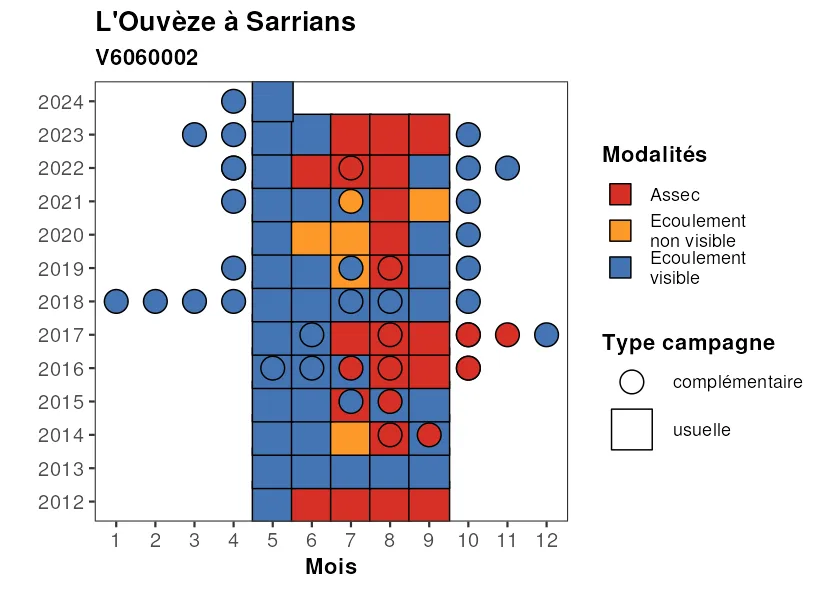 L'Ouvèze à Sarrians
V6060002
2024
2023
2022
2021
2020
2019
2018
2017
2016
2015
2014
2013
2012
1 2 3 4 5 6 7 8 9 10 11 12
Mois
Modalités
Assec
Ecoulement
non visible
Ecoulement
visible
Type campagne
complémentaire
usuelle